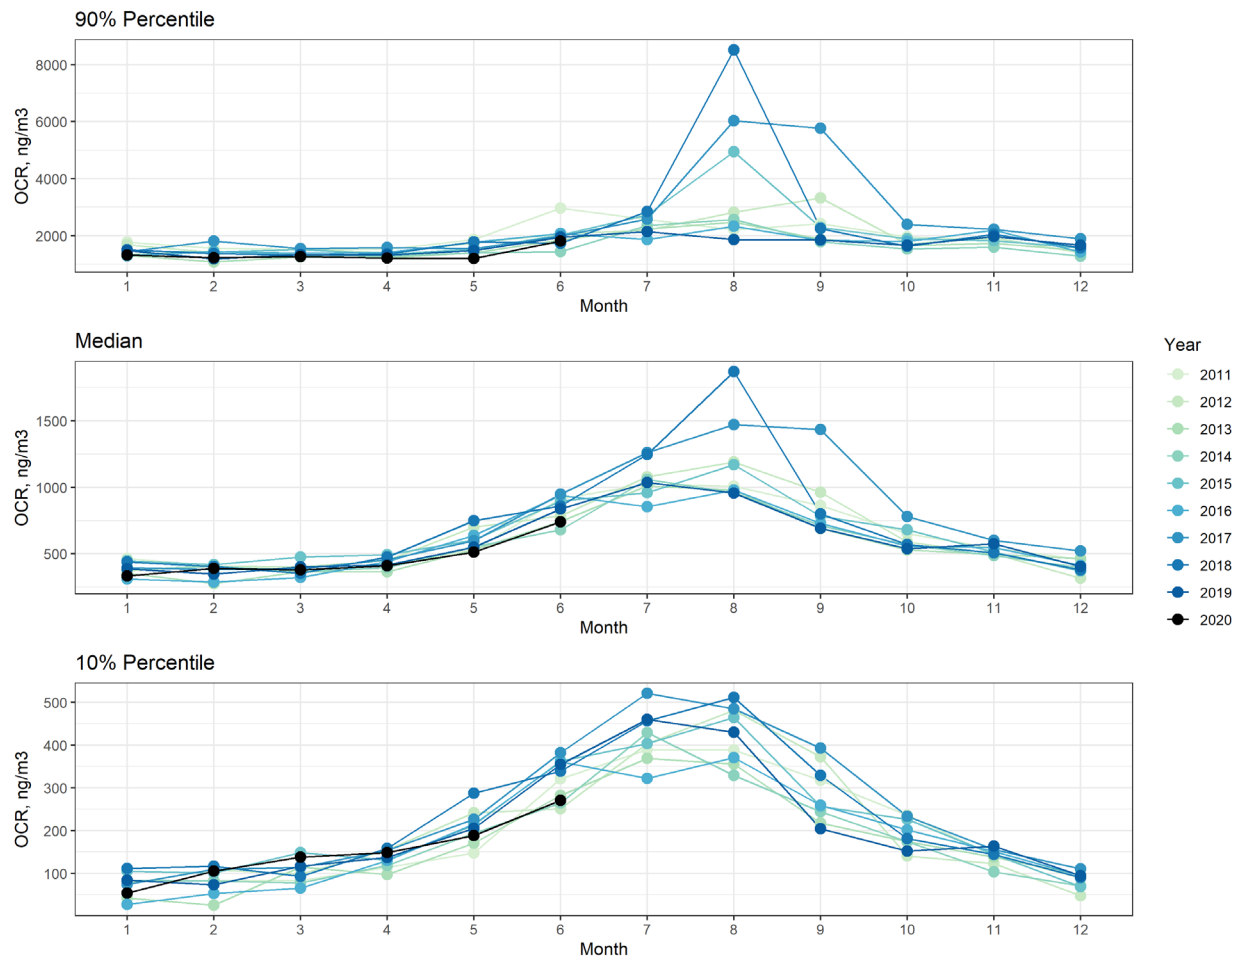 90% Percentile
OCR, ng/m3
8000
6000
4000
2000
1 2 3 4 5 6 7 8 9 10 11 12
Month
Median
OCR, ng/m3
1500
1000
500
1 2 3 4 5 6 7 8 9 10 11 12
Month
10% Percentile
OCR, ng/m3
500
400
300
200
100
1 2 3 4 5 6 7 8 9 10 11 12
Month
Year
2011
2012
2013
2014
2015
2016
2017
2018
2019
2020